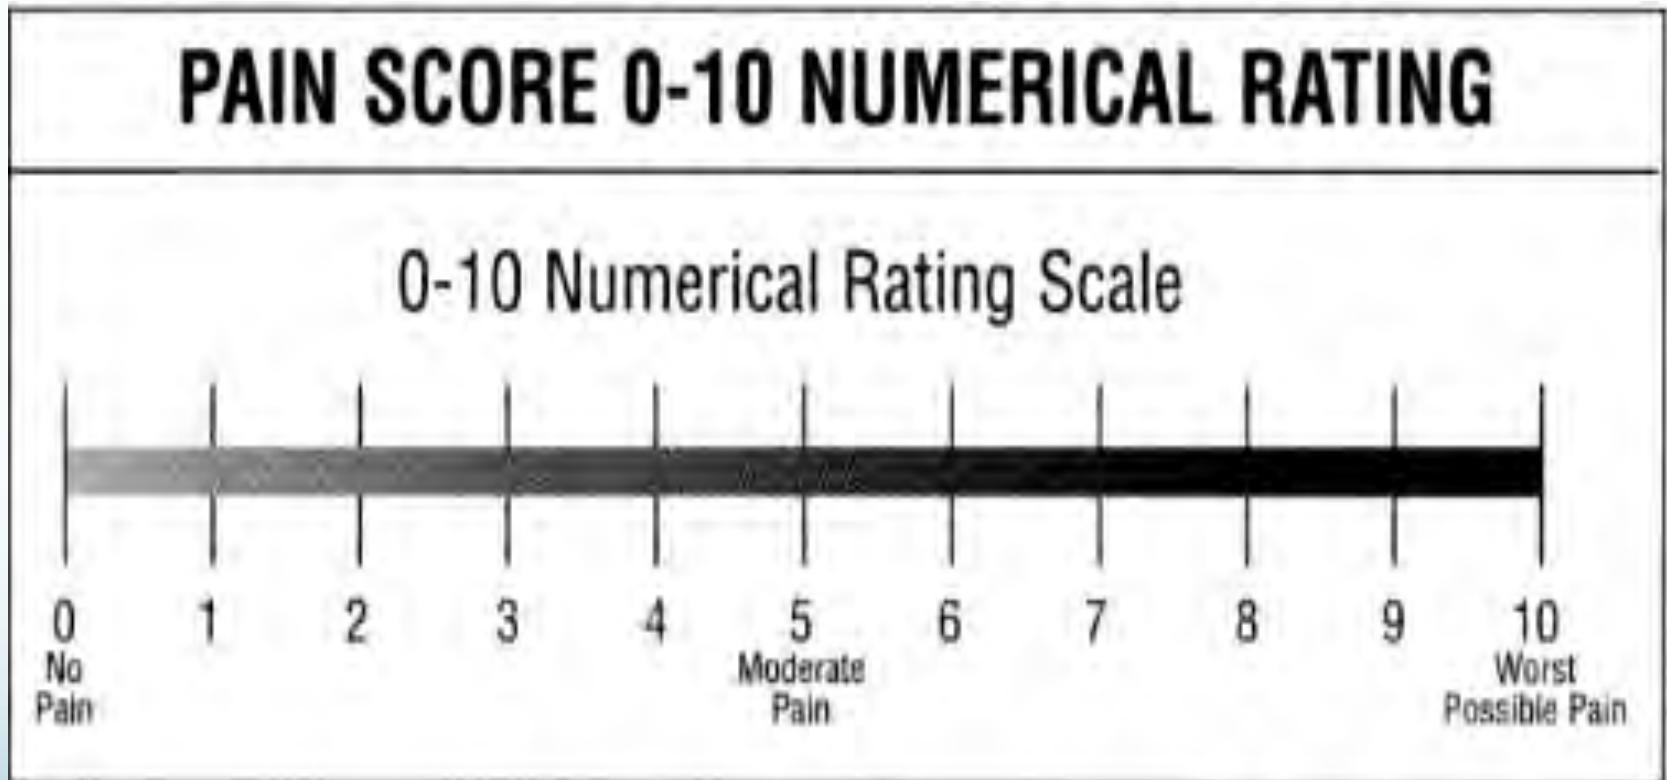 PAIN SCORE 0-10 NUMERICAL RATING
0-10 Numerical Rating Scale
0 1 2 3 4 5 6 7 8 9 10
No Moderate Worst
Pain Pain Possible Pain